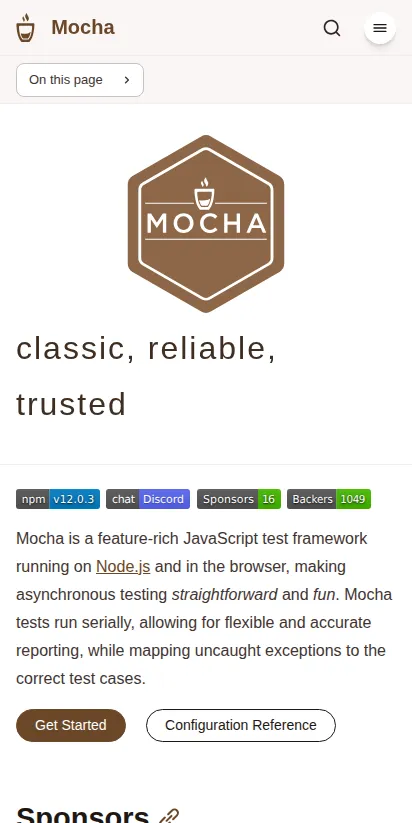 Mocha
On this page
MOCHA
classic, reliable,
trusted
npm v12.0.3 chat Discord Sponsors 16 Backers 1049
Mocha is a feature-rich JavaScript test framework
running on Node.js and in the browser, making
asynchronous testing straightforward and fun. Mocha
tests run serially, allowing for flexible and accurate
reporting, while mapping uncaught exceptions to the
correct test cases.
Get Started Configuration Reference
Sponsors